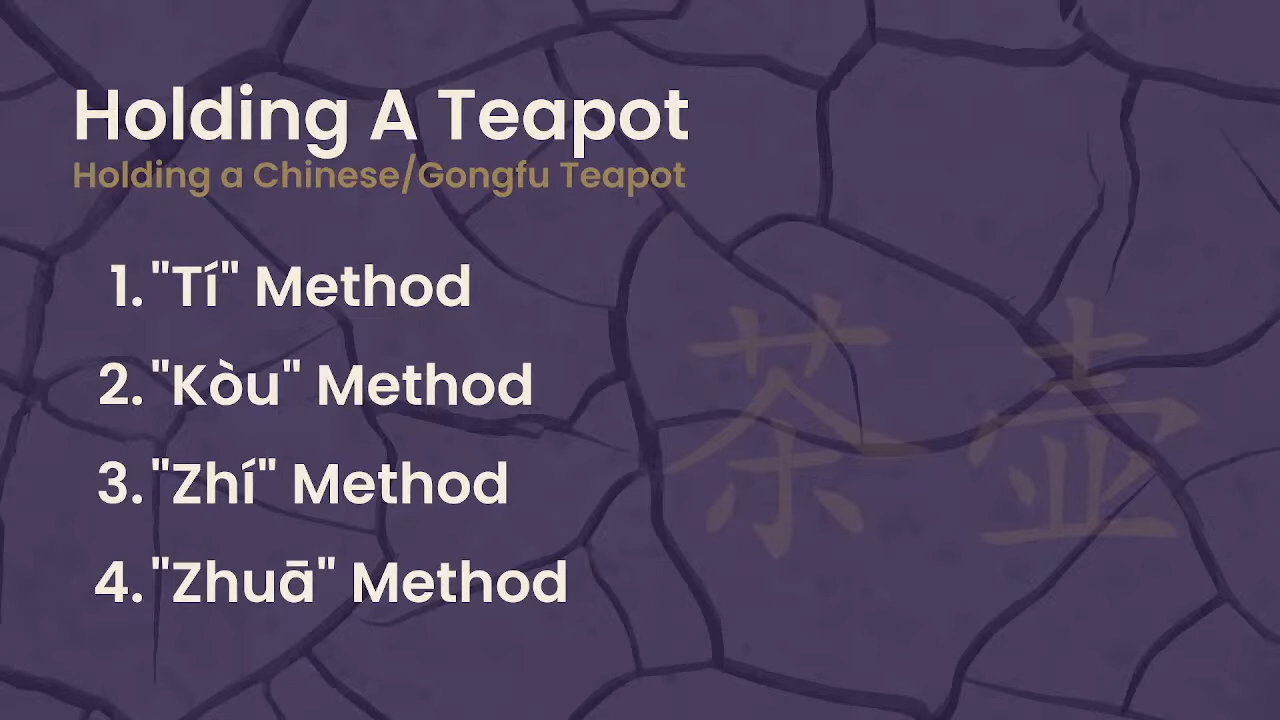 Holding A Teapot
Holding a Chinese/Gongfu Teapot
1. "Tí" Method
2. "Kòu" Method
3. "Zhí" Method
4. "Zhuā" Method
茶壶